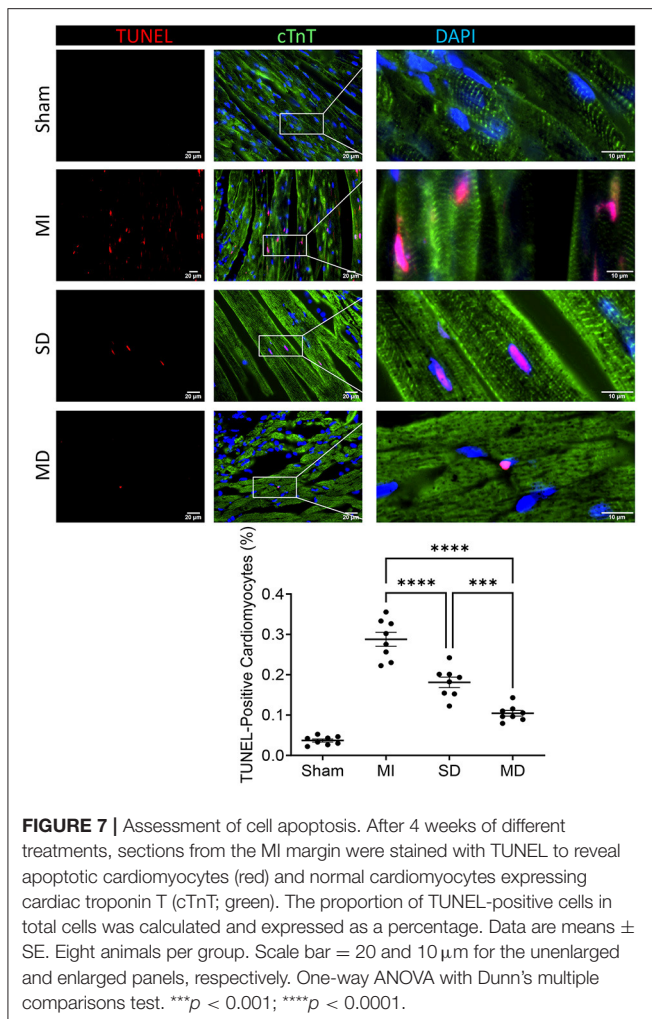 TUNEL cTnT DAPI
Sham
20 μm 20 μm 10 μm
MI
20 μm 20 μm 10 μm
SD
20 μm 20 μm 10 μm
MD
20 μm 20 μm 10 μm
TUNEL-Positive Cardiomyocytes (%)
****
**** ***
0.4
0.3
0.2
0.1
0.0
Sham MI SD MD
FIGURE 7 | Assessment of cell apoptosis. After 4 weeks of different
treatments, sections from the MI margin were stained with TUNEL to reveal
apoptotic cardiomyocytes (red) and normal cardiomyocytes expressing
cardiac troponin T (cTnT; green). The proportion of TUNEL-positive cells in
total cells was calculated and expressed as a percentage. Data are means ±
SE. Eight animals per group. Scale bar = 20 and 10 μm for the unenlarged
and enlarged panels, respectively. One-way ANOVA with Dunn's multiple
comparisons test. ***p < 0.001; ****p < 0.0001.